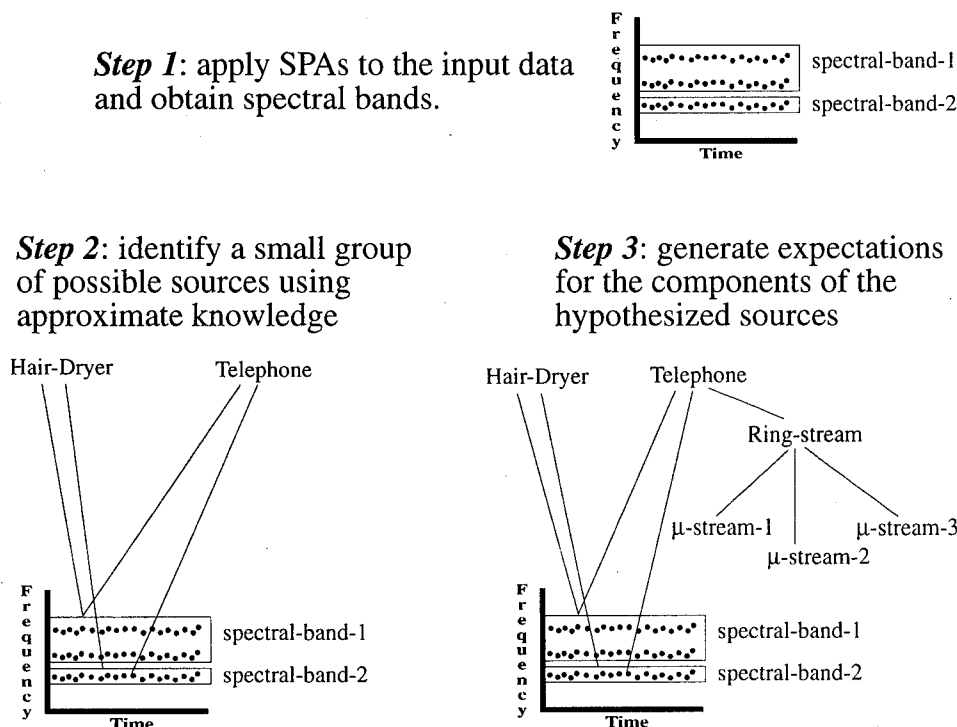 Step 1: apply SPAs to the input data
and obtain spectral bands.
Frequency
spectral-band-1
spectral-band-2
Time
Step 2: identify a small group
of possible sources using
approximate knowledge
Hair-Dryer
Telephone
Frequency
spectral-band-1
spectral-band-2
Time
Step 3: generate expectations
for the components of the
hypothesized sources
Hair-Dryer
Telephone
Ring-stream
μ-stream-1
μ-stream-3
μ-stream-2
Frequency
spectral-band-1
spectral-band-2
Time